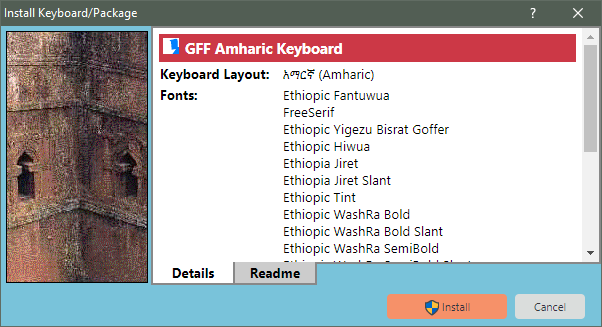 Install Keyboard/Package
GFF Amharic Keyboard
Keyboard Layout: አማርኛ (Amharic)
Fonts: Ethiopic Fantuwua
FreeSerif
Ethiopic Yigezu Bisrat Goffer
Ethiopic Hiwua
Ethiopia Jiret
Ethiopia Jiret Slant
Ethiopic Tint
Ethiopic WashRa Bold
Ethiopic WashRa Bold Slant
Ethiopic WashRa SemiBold
Details Readme
Install Cancel